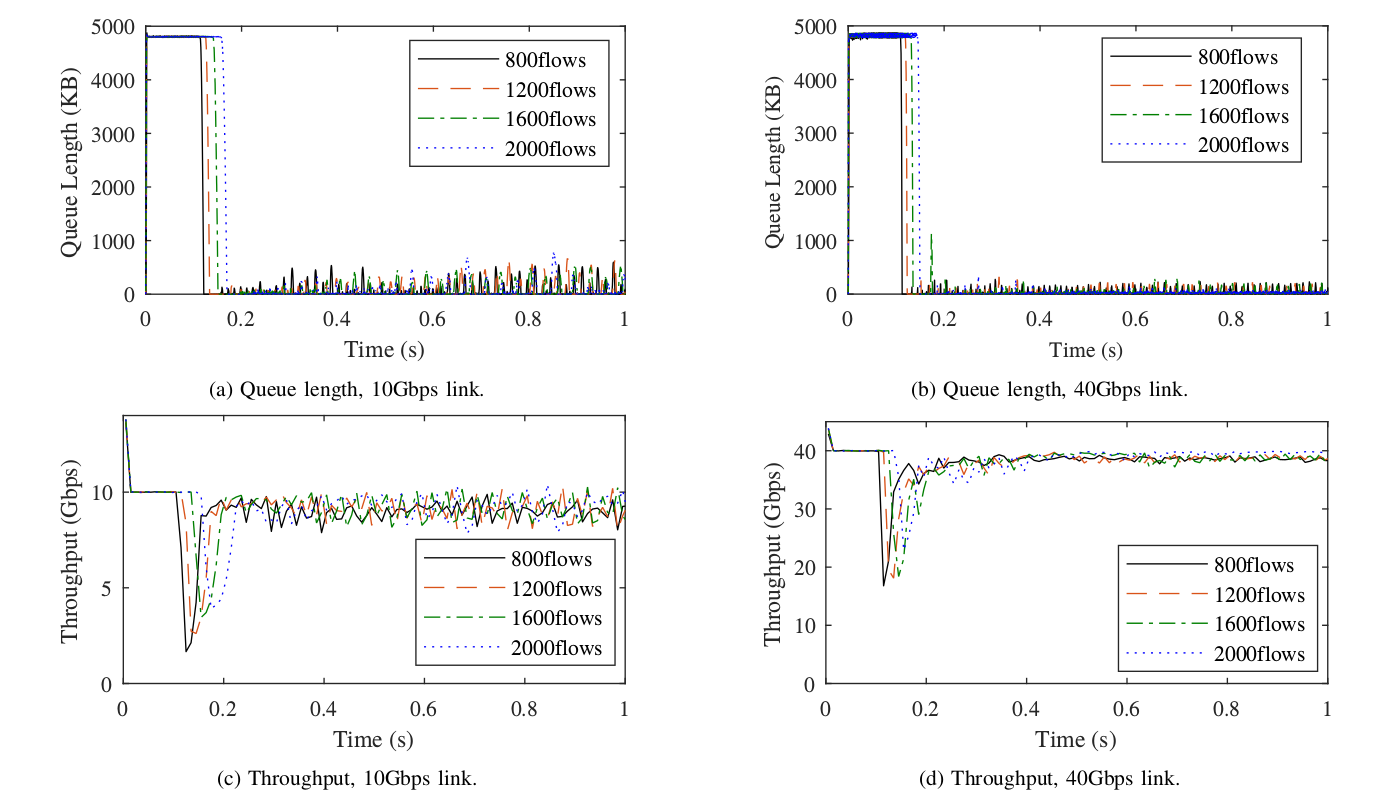 5000
4000
3000
2000
1000
0
Queue Length (KB)
800flows
1200flows
1600flows
2000flows
0 0.2 0.4 0.6 0.8 1
Time (s)
(a) Queue length, 10Gbps link.
5000
4000
3000
2000
1000
0
Queue Length (KB)
800flows
1200flows
1600flows
2000flows
0 0.2 0.4 0.6 0.8 1
Time (s)
(b) Queue length, 40Gbps link.
10
5
0
Throughput (Gbps)
800flows
1200flows
1600flows
2000flows
0 0.2 0.4 0.6 0.8 1
Time (s)
(c) Throughput, 10Gbps link.
40
30
20
10
0
Throughput (Gbps)
800flows
1200flows
1600flows
2000flows
0 0.2 0.4 0.6 0.8 1
Time (s)
(d) Throughput, 40Gbps link.